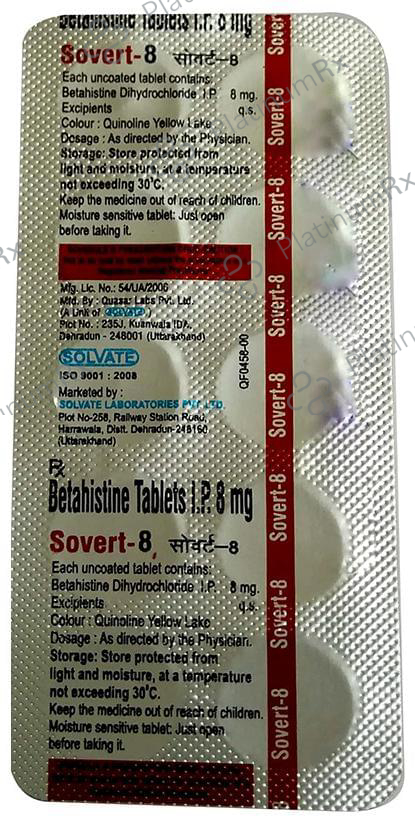 Betahistine Tablets I.P. 8 mg
Sovert-8 सोवर्ट–8
Each uncoated tablet contains:
Betahistine Dihydrochloride I.P. 8 mg.
Excipients q.s.
Colour : Quinoline Yellow Lake
Dosage : As directed by the Physician.
Storage: Store protected from
light and moisture, at a temperature
not exceeding 30°C.
Keep the medicine out of reach of children.
Moisture sensitive tablet: Just open
before taking it.
Mfg. Lic. No.: 54/UA/2006
Mfd. By : Quasar Labs Pvt. Ltd.
(A Unit of SOLVATE)
Plot No. : 235J, Kuanwala IDA,
Dehradun - 248001 (Uttarakhand)
SOLVATE
ISO 9001 : 2008
Marketed by :
SOLVATE LABORATORIES PVT. LTD.
Plot No-258, Railway Station Road,
Harrawala, Distt. Dehradun-248160
(Uttarakhand)
QF0458-00
Rx
Betahistine Tablets I.P. 8 mg
Sovert-8, सोवर्ट–8
Each uncoated tablet contains:
Betahistine Dihydrochloride I.P. 8 mg.
Excipients q.s.
Colour : Quinoline Yellow Lake
Dosage : As directed by the Physician.
Storage: Store protected from
light and moisture, at a temperature
not exceeding 30°C.
Keep the medicine out of reach of children.
Moisture sensitive tablet: Just open
before taking it.
Sovert-8
Sovert-8
Sovert-8
Sovert-8
Sovert-8
Sovert-8
Sovert-8
PlatinumRx